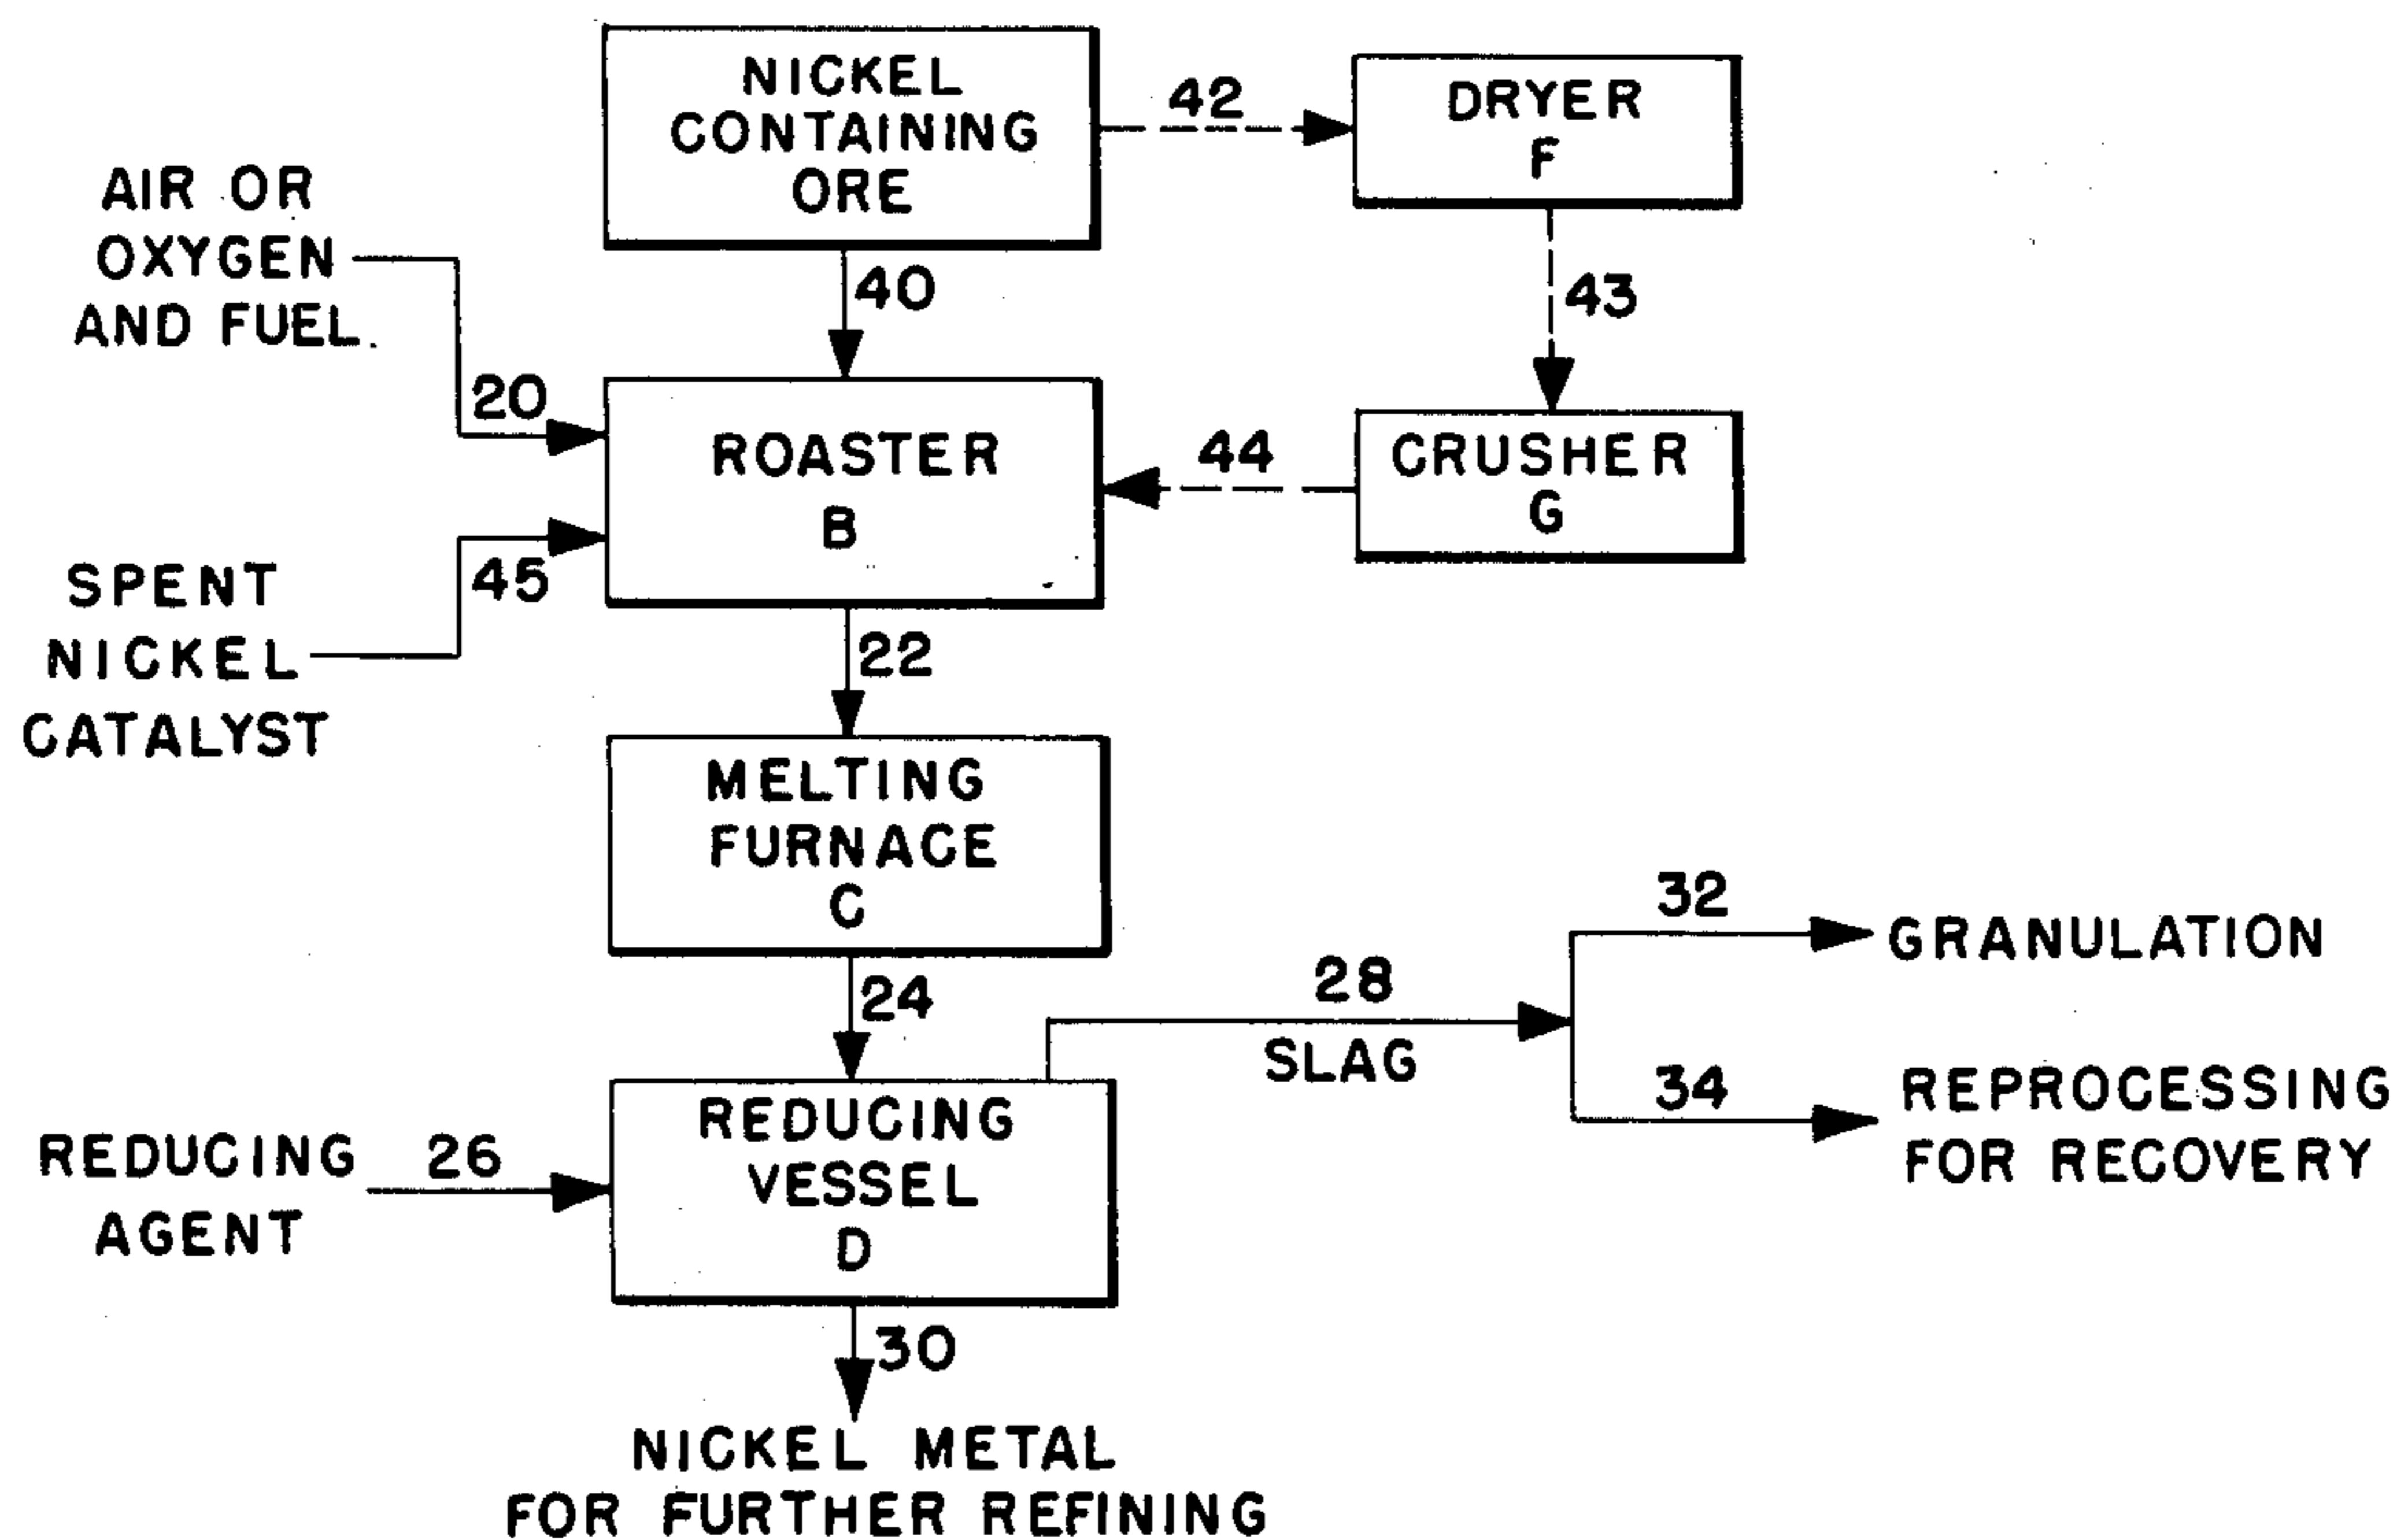 NICKEL
CONTAINING
ORE
42
DRYER
F
AIR OR
OXYGEN
AND FUEL
40
43
20
ROASTER
B
44
CRUSHER
G
45
SPENT
NICKEL
CATALYST
22
MELTING
FURNACE
C
24
32
GRANULATION
28
SLAG
34
REPROCESSING
FOR RECOVERY
REDUCING
AGENT
26
REDUCING
VESSEL
D
30
NICKEL METAL
FOR FURTHER REFINING